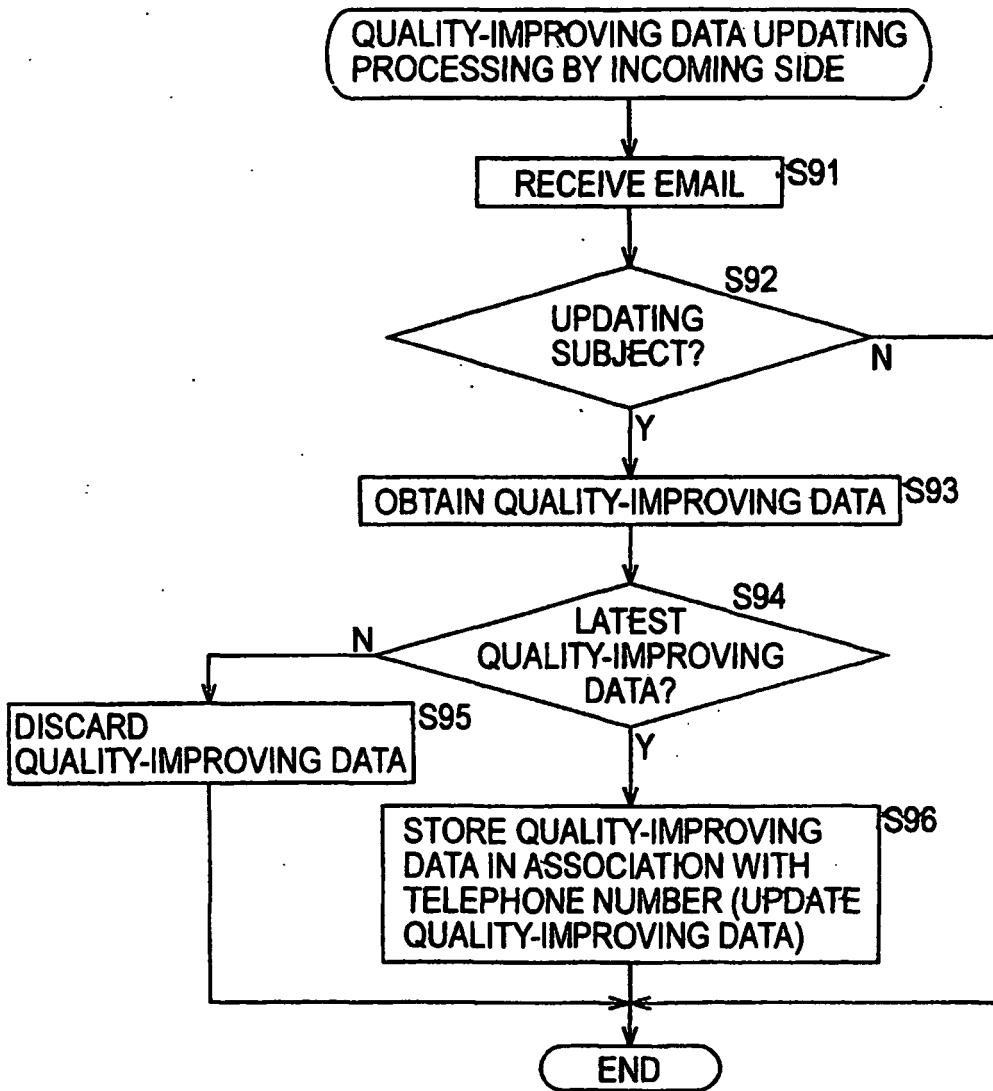 QUALITY-IMPROVING DATA UPDATING
PROCESSING BY INCOMING SIDE
RECEIVE EMAIL
S91
S92
UPDATING
SUBJECT?
N
Y
OBTAIN QUALITY-IMPROVING DATA
S93
S94
LATEST
QUALITY-IMPROVING
DATA?
N
Y
DISCARD
QUALITY-IMPROVING DATA
S95
STORE QUALITY-IMPROVING
DATA IN ASSOCIATION WITH
TELEPHONE NUMBER (UPDATE
QUALITY-IMPROVING DATA)
S96
END